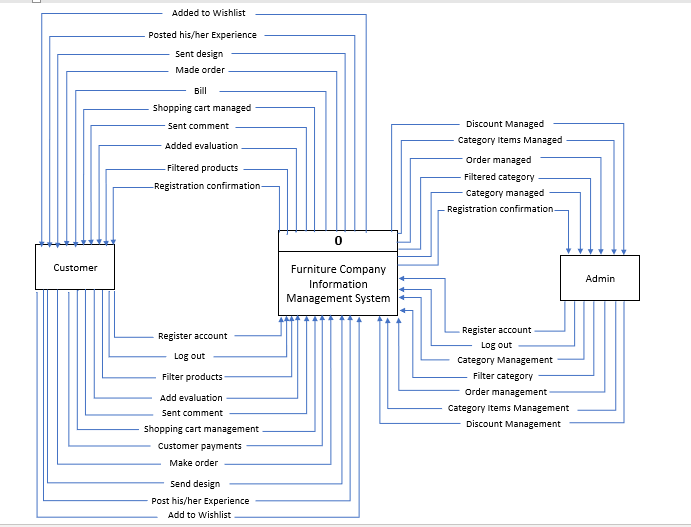 Added to Wishlist
Posted his/her Experience
Sent design
Made order
Bill
Shopping cart managed
Sent comment
Added evaluation
Filtered products
Registration confirmation
Discount Managed
Category Items Managed
Order managed
Filtered category
Category managed
Registration confirmation
0
Furniture Company
Information
Management System
Customer
Admin
Register account
Log out
Filter products
Add evaluation
Sent comment
Shopping cart management
Customer payments
Make order
Send design
Post his/her Experience
Add to Wishlist
Register account
Log out
Category Management
Filter category
Order management
Category Items Management
Discount Management